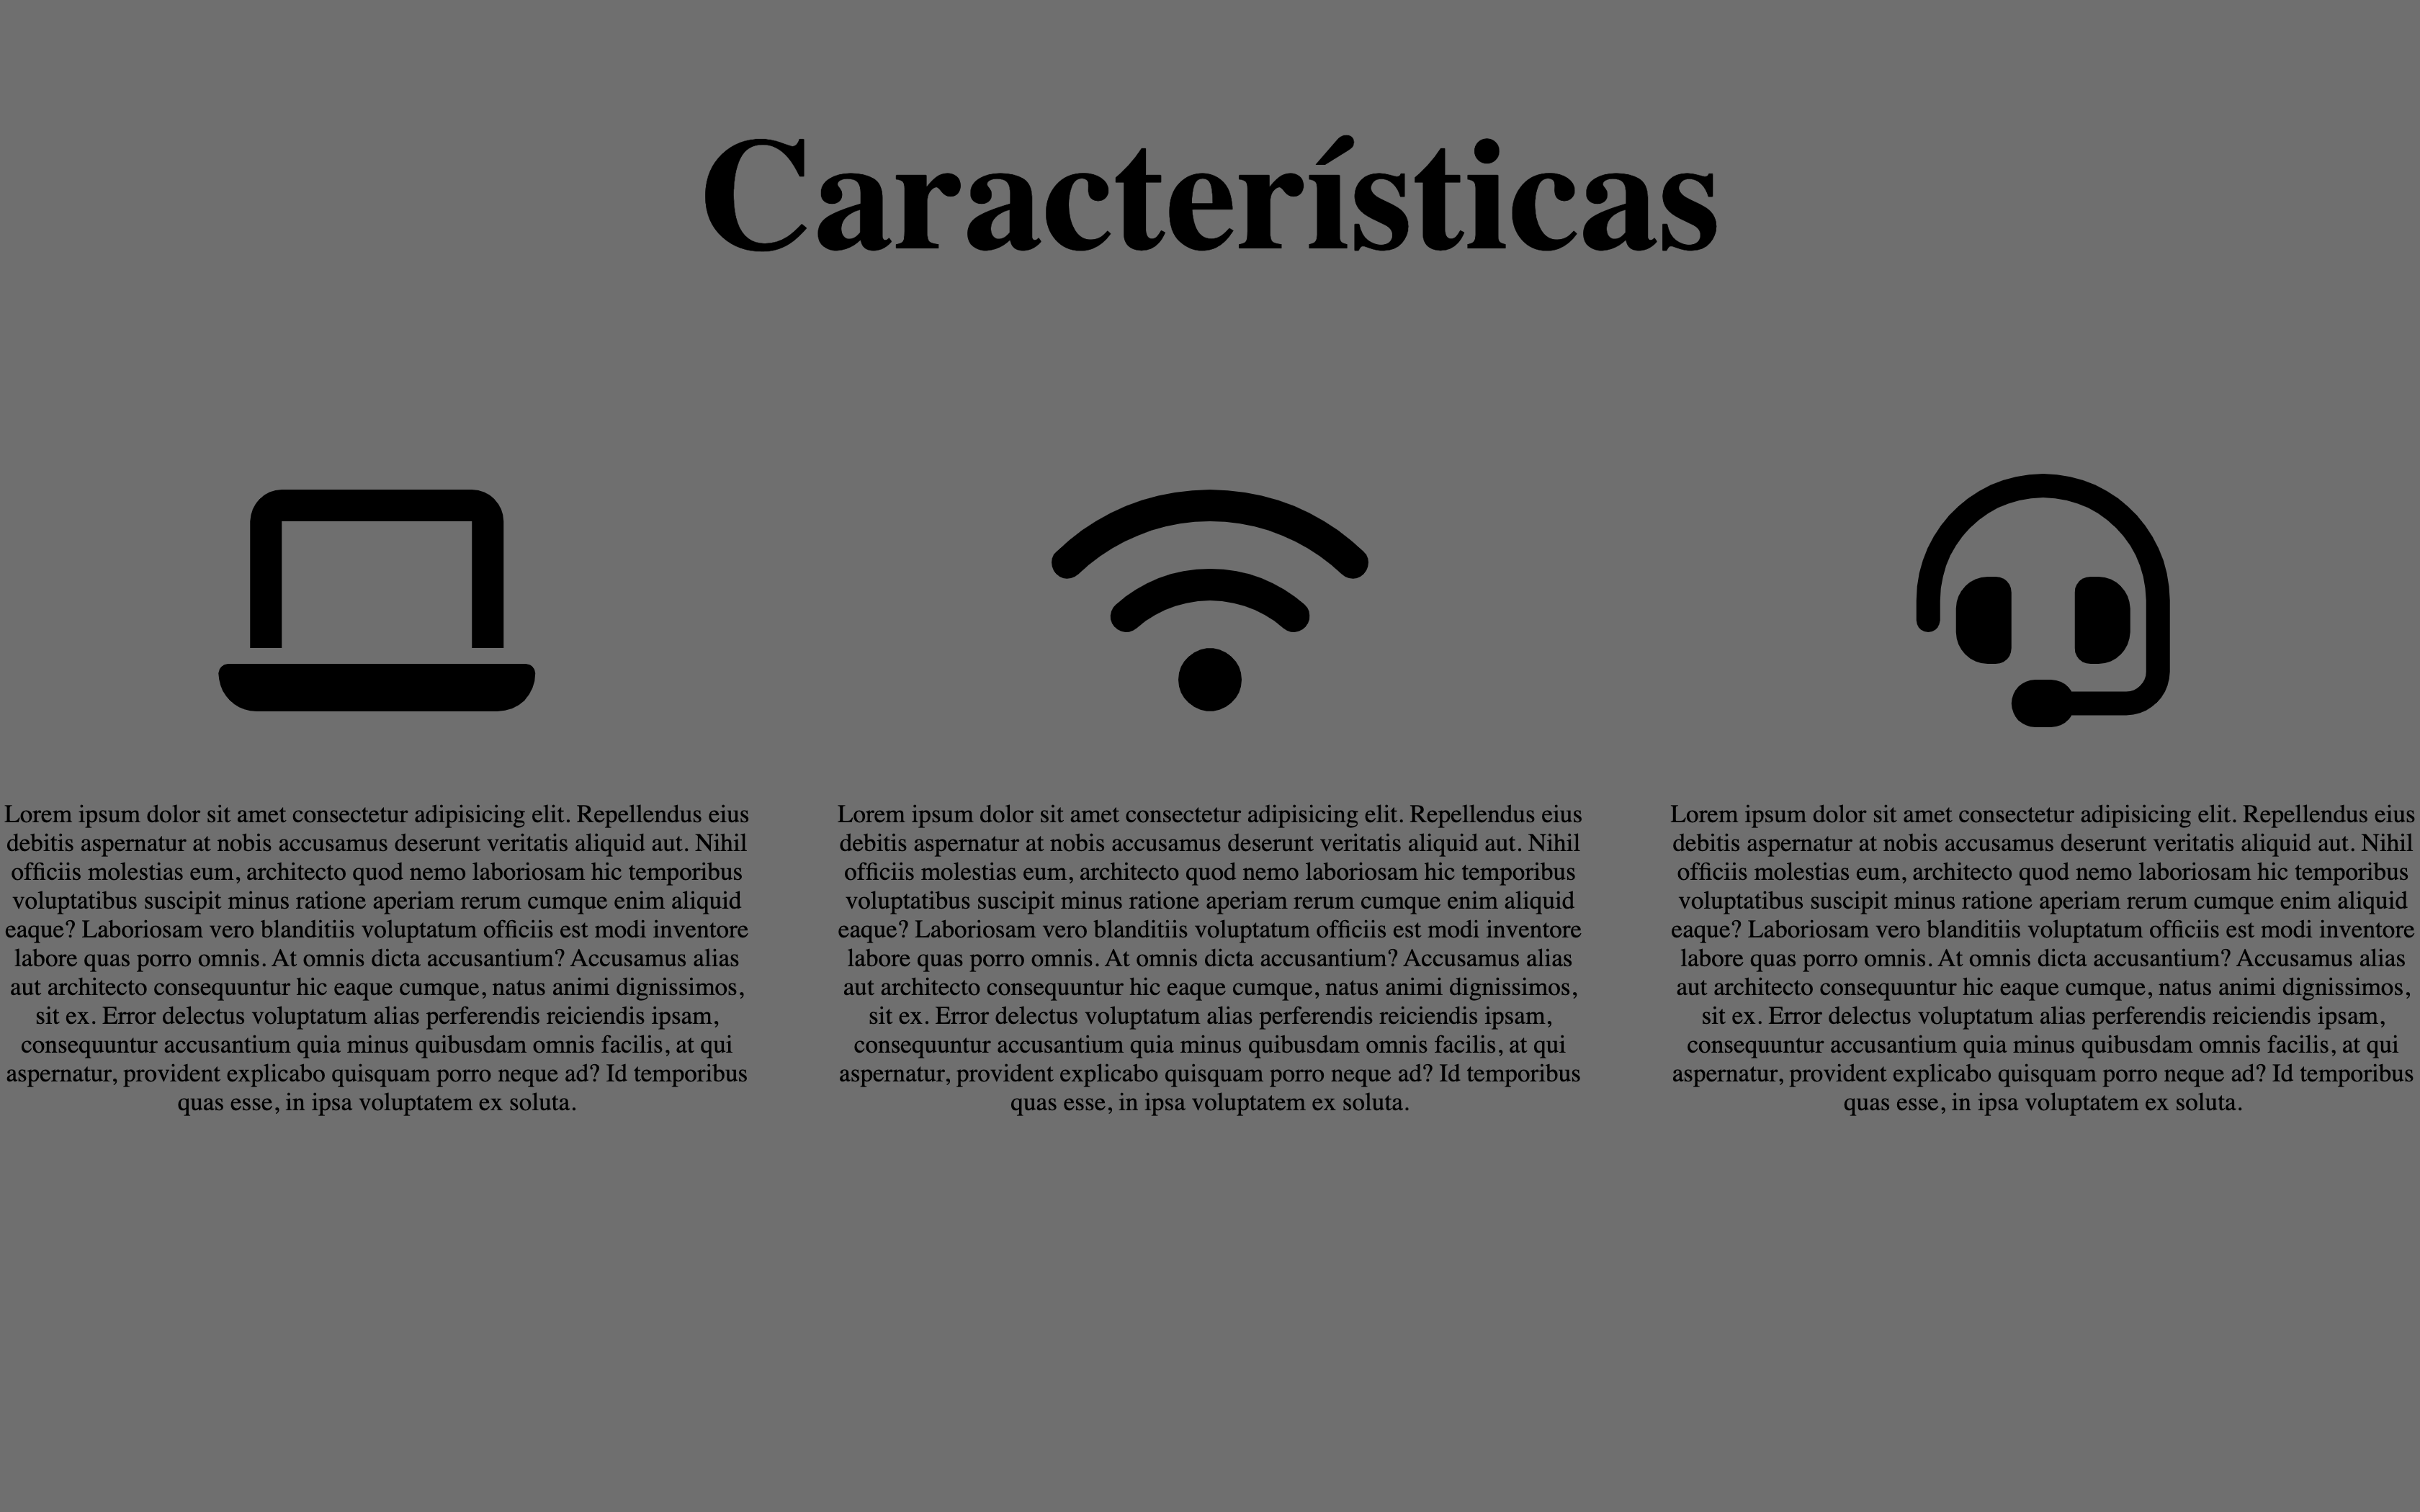 Características
Lorem ipsum dolor sit amet consectetur adipisicing elit. Repellendus eius
debitis aspernatur at nobis accusamus deserunt veritatis aliquid aut. Nihil
officiis molestias eum, architecto quod nemo laboriosam hic temporibus
voluptatibus suscipit minus ratione aperiam rerum cumque enim aliquid
eaque? Laboriosam vero blanditiis voluptatum officiis est modi inventore
labore quas porro omnis. At omnis dicta accusantium? Accusamus alias
aut architecto consequuntur hic eaque cumque, natus animi dignissimos,
sit ex. Error delectus voluptatum alias perferendis reiciendis ipsam,
consequuntur accusantium quia minus quibusdam omnis facilis, at qui
aspernatur, provident explicabo quisquam porro neque ad? Id temporibus
quas esse, in ipsa voluptatem ex soluta.
Lorem ipsum dolor sit amet consectetur adipisicing elit. Repellendus eius
debitis aspernatur at nobis accusamus deserunt veritatis aliquid aut. Nihil
officiis molestias eum, architecto quod nemo laboriosam hic temporibus
voluptatibus suscipit minus ratione aperiam rerum cumque enim aliquid
eaque? Laboriosam vero blanditiis voluptatum officiis est modi inventore
labore quas porro omnis. At omnis dicta accusantium? Accusamus alias
aut architecto consequuntur hic eaque cumque, natus animi dignissimos,
sit ex. Error delectus voluptatum alias perferendis reiciendis ipsam,
consequuntur accusantium quia minus quibusdam omnis facilis, at qui
aspernatur, provident explicabo quisquam porro neque ad? Id temporibus
quas esse, in ipsa voluptatem ex soluta.
Lorem ipsum dolor sit amet consectetur adipisicing elit. Repellendus eius
debitis aspernatur at nobis accusamus deserunt veritatis aliquid aut. Nihil
officiis molestias eum, architecto quod nemo laboriosam hic temporibus
voluptatibus suscipit minus ratione aperiam rerum cumque enim aliquid
eaque? Laboriosam vero blanditiis voluptatum officiis est modi inventore
labore quas porro omnis. At omnis dicta accusantium? Accusamus alias
aut architecto consequuntur hic eaque cumque, natus animi dignissimos,
sit ex. Error delectus voluptatum alias perferendis reiciendis ipsam,
consequuntur accusantium quia minus quibusdam omnis facilis, at qui
aspernatur, provident explicabo quisquam porro neque ad? Id temporibus
quas esse, in ipsa voluptatem ex soluta.